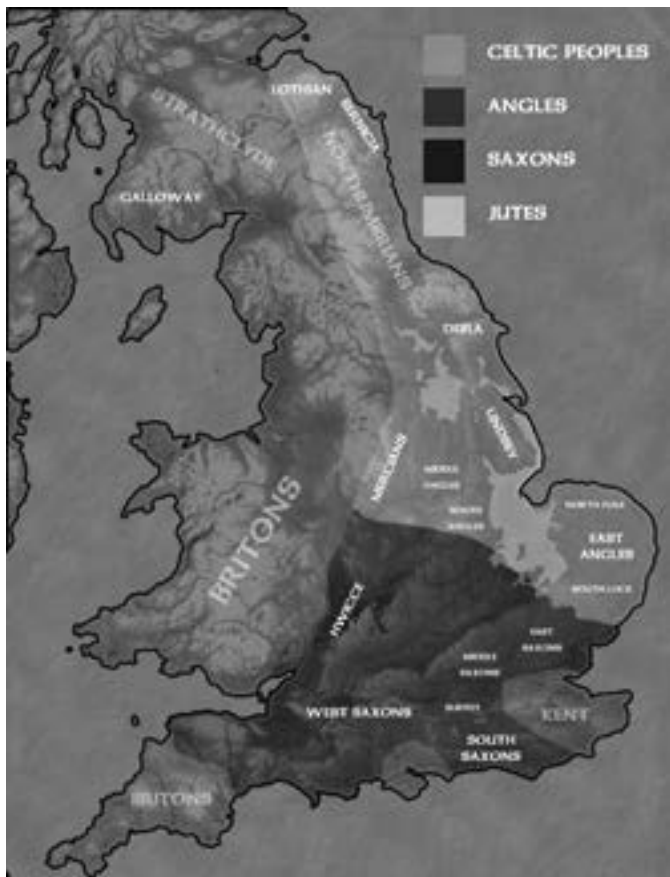 CELTIC PEOPLES
ANGLES
SAXONS
JUTES
LOTHIAN
BERNICIA
STRATHCLYDE
NORTHUMBRIANS
GALLOWAY
DEIRA
LINDSEY
MERCIANS
MIDDLE
ANGLES
ANGLES
NORTH FOLK
EAST
ANGLES
SOUTH FOLK
BRITONS
HWICCE
EAST
SAXONS
MIDDLE
SAXONS
WEST SAXONS
KENT
SOUTH
SAXONS
BRITONS